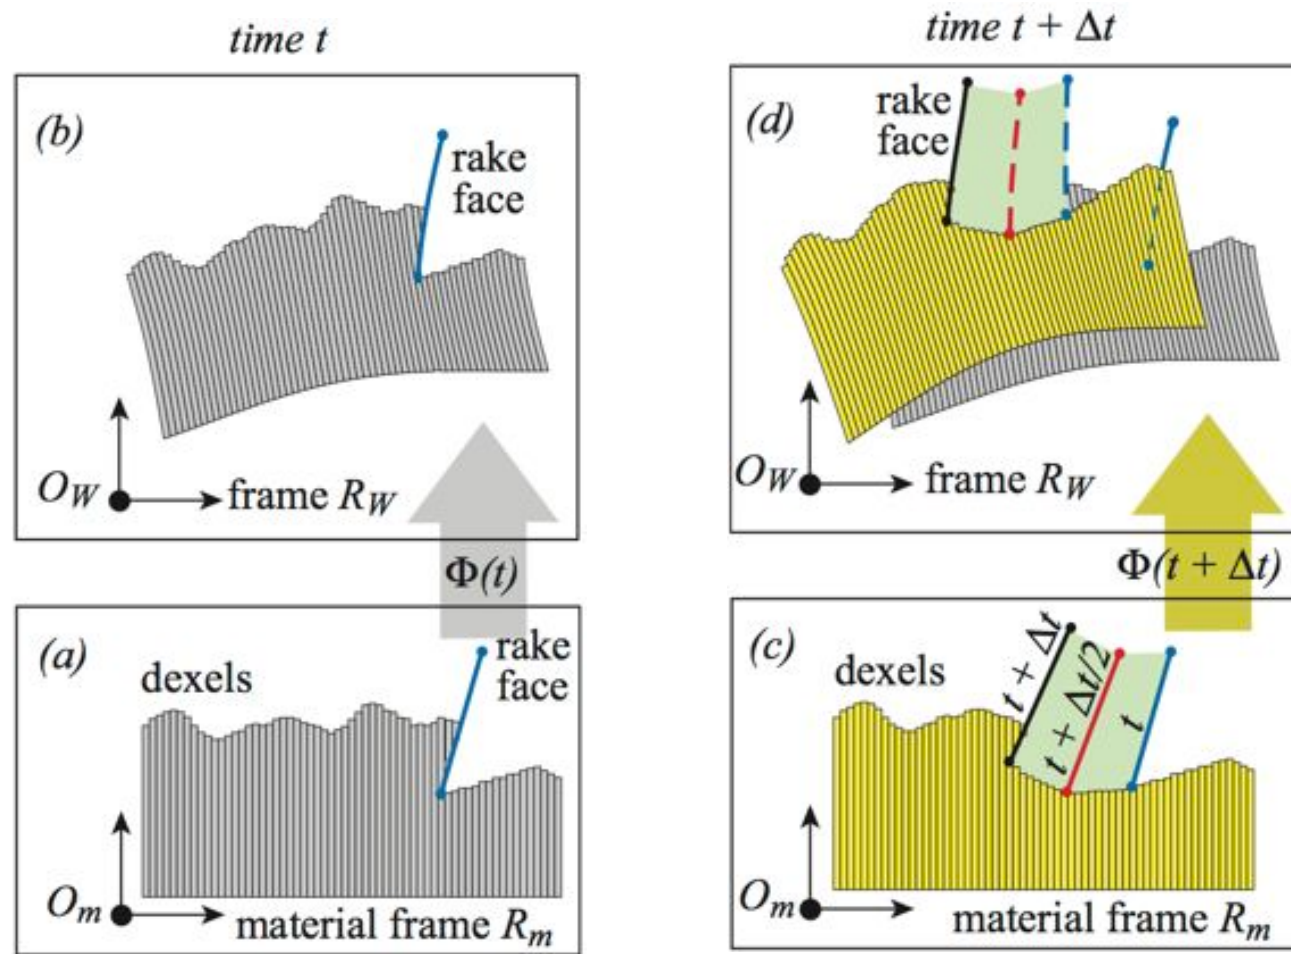 time t
time t + Δt
(b)
rake
face
O_W
frame R_W
(d)
rake
face
O_W
frame R_W
Φ(t)
Φ(t + Δt)
(a)
dexels
rake
face
O_m
material frame R_m
(c)
dexels
t + Δt
t + Δt/2
t
O_m
material frame R_m